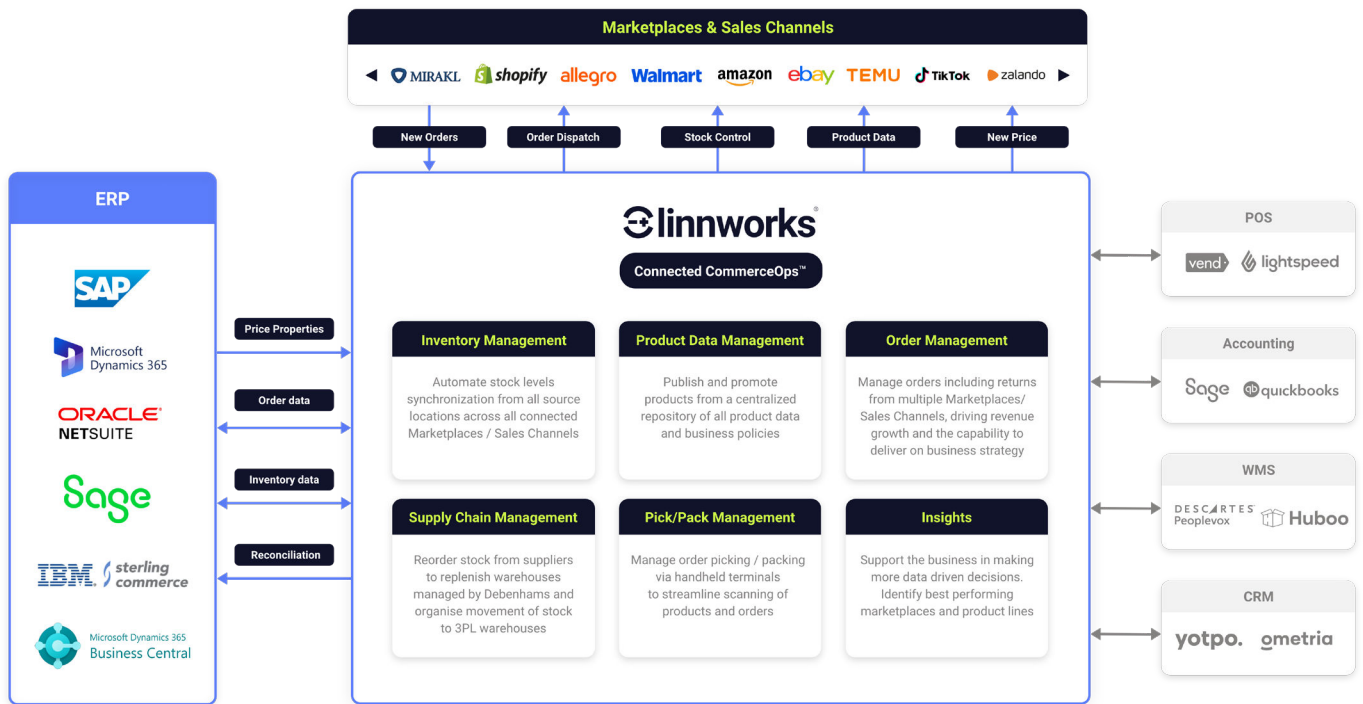 Marketplaces & Sales Channels
MIRAKL shopify allegro Walmart amazon ebay TEMU TikTok zalando
New Orders Order Dispatch Stock Control Product Data New Price
ERP
SAP
Microsoft
Dynamics 365
ORACLE
NETSUITE
Sage
IBM sterling
commerce
Microsoft Dynamics 365
Business Central
Price Properties
Order data
Inventory data
Reconciliation
linnworks®
Connected CommerceOps™
Inventory Management
Automate stock levels
synchronization from all source
locations across all connected
Marketplaces / Sales Channels
Product Data Management
Publish and promote
products from a centralized
repository of all product data
and business policies
Order Management
Manage orders including returns
from multiple Marketplaces/
Sales Channels, driving revenue
growth and the capability to
deliver on business strategy
Supply Chain Management
Reorder stock from suppliers
to replenish warehouses
managed by Debenhams and
organise movement of stock
to 3PL warehouses
Pick/Pack Management
Manage order picking / packing
via handheld terminals
to streamline scanning of
products and orders
Insights
Support the business in making
more data driven decisions.
Identify best performing
marketplaces and product lines
POS
vend lightspeed
Accounting
Sage qb quickbooks
WMS
DESCARTES
Peoplevox Huboo
CRM
yotpo. ometria